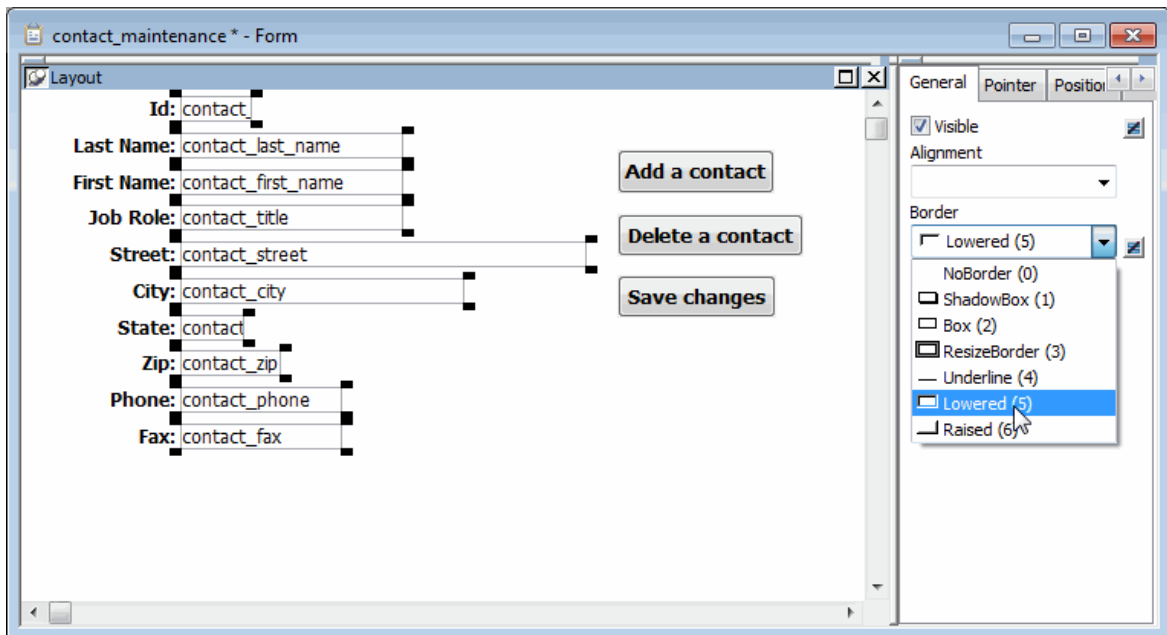 contact_maintenance * - Form
Layout
Id: contact_
Last Name: contact_last_name
First Name: contact_first_name
Job Role: contact_title
Street: contact_street
City: contact_city
State: contact
Zip: contact_zip
Phone: contact_phone
Fax: contact_fax
Add a contact
Delete a contact
Save changes
General Pointer Position
Visible
Alignment
Border
Lowered (5)
NoBorder (0)
ShadowBox (1)
Box (2)
ResizeBorder (3)
Underline (4)
Lowered (5)
Raised (6)